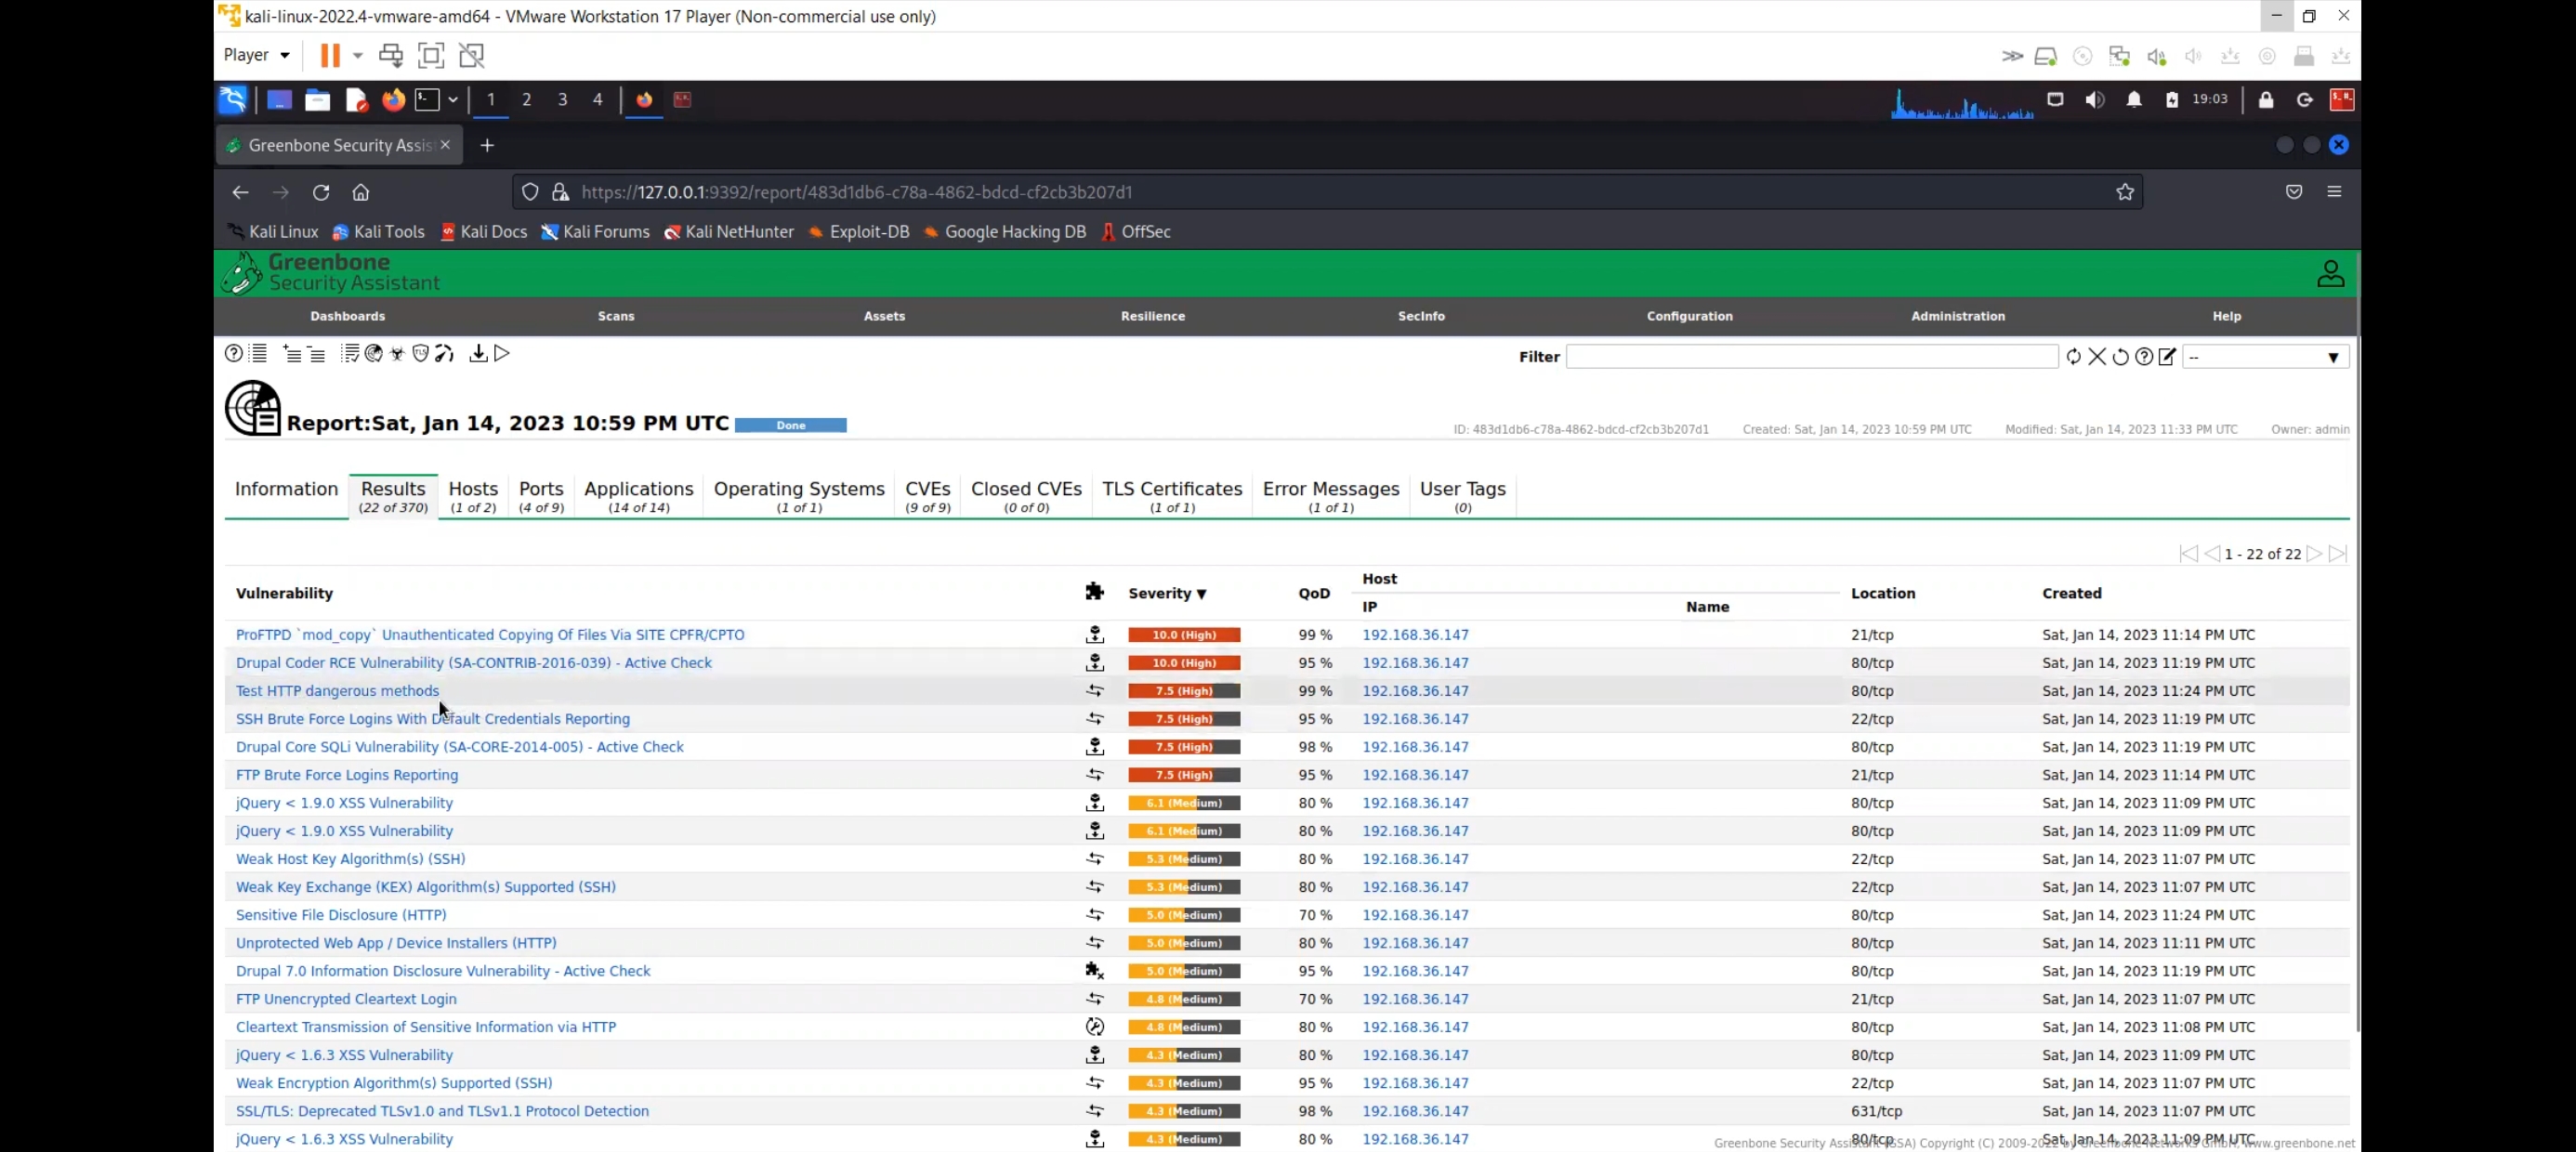 kali-linux-2022.4-vmware-amd64 - VMware Workstation 17 Player (Non-commercial use only)
Player
1 2 3 4 19:03
Greenbone Security Assis
https://127.0.0.1:9392/report/483d1db6-c78a-4862-bdcd-cf2cb3b207d1
Kali Linux Kali Tools Kali Docs Kali Forums Kali NetHunter Exploit-DB Google Hacking DB OffSec
Greenbone
Security Assistant
Dashboards Scans Assets Resilience SecInfo Configuration Administration Help
Filter --
Report:Sat, Jan 14, 2023 10:59 PM UTC Done ID: 483d1db6-c78a-4862-bdcd-cf2cb3b207d1 Created: Sat, Jan 14, 2023 10:59 PM UTC Modified: Sat, Jan 14, 2023 11:33 PM UTC Owner: admin
Information Results Hosts Ports Applications Operating Systems CVEs Closed CVEs TLS Certificates Error Messages User Tags
(22 of 370) (1 of 2) (4 of 9) (14 of 14) (1 of 1) (9 of 9) (0 of 0) (1 of 1) (1 of 1) (0)
1 - 22 of 22
Host
Vulnerability Severity ▼ QoD Location Created
IP Name
ProFTPD `mod_copy` Unauthenticated Copying Of Files Via SITE CPFR/CPTO 10.0 (High) 99 % 192.168.36.147 21/tcp Sat, Jan 14, 2023 11:14 PM UTC
Drupal Coder RCE Vulnerability (SA-CONTRIB-2016-039) - Active Check 10.0 (High) 95 % 192.168.36.147 80/tcp Sat, Jan 14, 2023 11:19 PM UTC
Test HTTP dangerous methods 7.5 (High) 99 % 192.168.36.147 80/tcp Sat, Jan 14, 2023 11:24 PM UTC
SSH Brute Force Logins With Default Credentials Reporting 7.5 (High) 95 % 192.168.36.147 22/tcp Sat, Jan 14, 2023 11:19 PM UTC
Drupal Core SQLi Vulnerability (SA-CORE-2014-005) - Active Check 7.5 (High) 98 % 192.168.36.147 80/tcp Sat, Jan 14, 2023 11:19 PM UTC
FTP Brute Force Logins Reporting 7.5 (High) 95 % 192.168.36.147 21/tcp Sat, Jan 14, 2023 11:14 PM UTC
jQuery < 1.9.0 XSS Vulnerability 6.1 (Medium) 80 % 192.168.36.147 80/tcp Sat, Jan 14, 2023 11:09 PM UTC
jQuery < 1.9.0 XSS Vulnerability 6.1 (Medium) 80 % 192.168.36.147 80/tcp Sat, Jan 14, 2023 11:09 PM UTC
Weak Host Key Algorithm(s) (SSH) 5.3 (Medium) 80 % 192.168.36.147 22/tcp Sat, Jan 14, 2023 11:07 PM UTC
Weak Key Exchange (KEX) Algorithm(s) Supported (SSH) 5.3 (Medium) 80 % 192.168.36.147 22/tcp Sat, Jan 14, 2023 11:07 PM UTC
Sensitive File Disclosure (HTTP) 5.0 (Medium) 70 % 192.168.36.147 80/tcp Sat, Jan 14, 2023 11:24 PM UTC
Unprotected Web App / Device Installers (HTTP) 5.0 (Medium) 80 % 192.168.36.147 80/tcp Sat, Jan 14, 2023 11:11 PM UTC
Drupal 7.0 Information Disclosure Vulnerability - Active Check 5.0 (Medium) 95 % 192.168.36.147 80/tcp Sat, Jan 14, 2023 11:19 PM UTC
FTP Unencrypted Cleartext Login 4.8 (Medium) 70 % 192.168.36.147 21/tcp Sat, Jan 14, 2023 11:07 PM UTC
Cleartext Transmission of Sensitive Information via HTTP 4.8 (Medium) 80 % 192.168.36.147 80/tcp Sat, Jan 14, 2023 11:08 PM UTC
jQuery < 1.6.3 XSS Vulnerability 4.3 (Medium) 80 % 192.168.36.147 80/tcp Sat, Jan 14, 2023 11:09 PM UTC
Weak Encryption Algorithm(s) Supported (SSH) 4.3 (Medium) 95 % 192.168.36.147 22/tcp Sat, Jan 14, 2023 11:07 PM UTC
SSL/TLS: Deprecated TLSv1.0 and TLSv1.1 Protocol Detection 4.3 (Medium) 98 % 192.168.36.147 631/tcp Sat, Jan 14, 2023 11:07 PM UTC
jQuery < 1.6.3 XSS Vulnerability 4.3 (Medium) 80 % 192.168.36.147 80/tcp Sat, Jan 14, 2023 11:09 PM UTC
Greenbone Security Assistant (GSA) Copyright (C) 2009-2022 by Greenbone Networks GmbH, www.greenbone.net